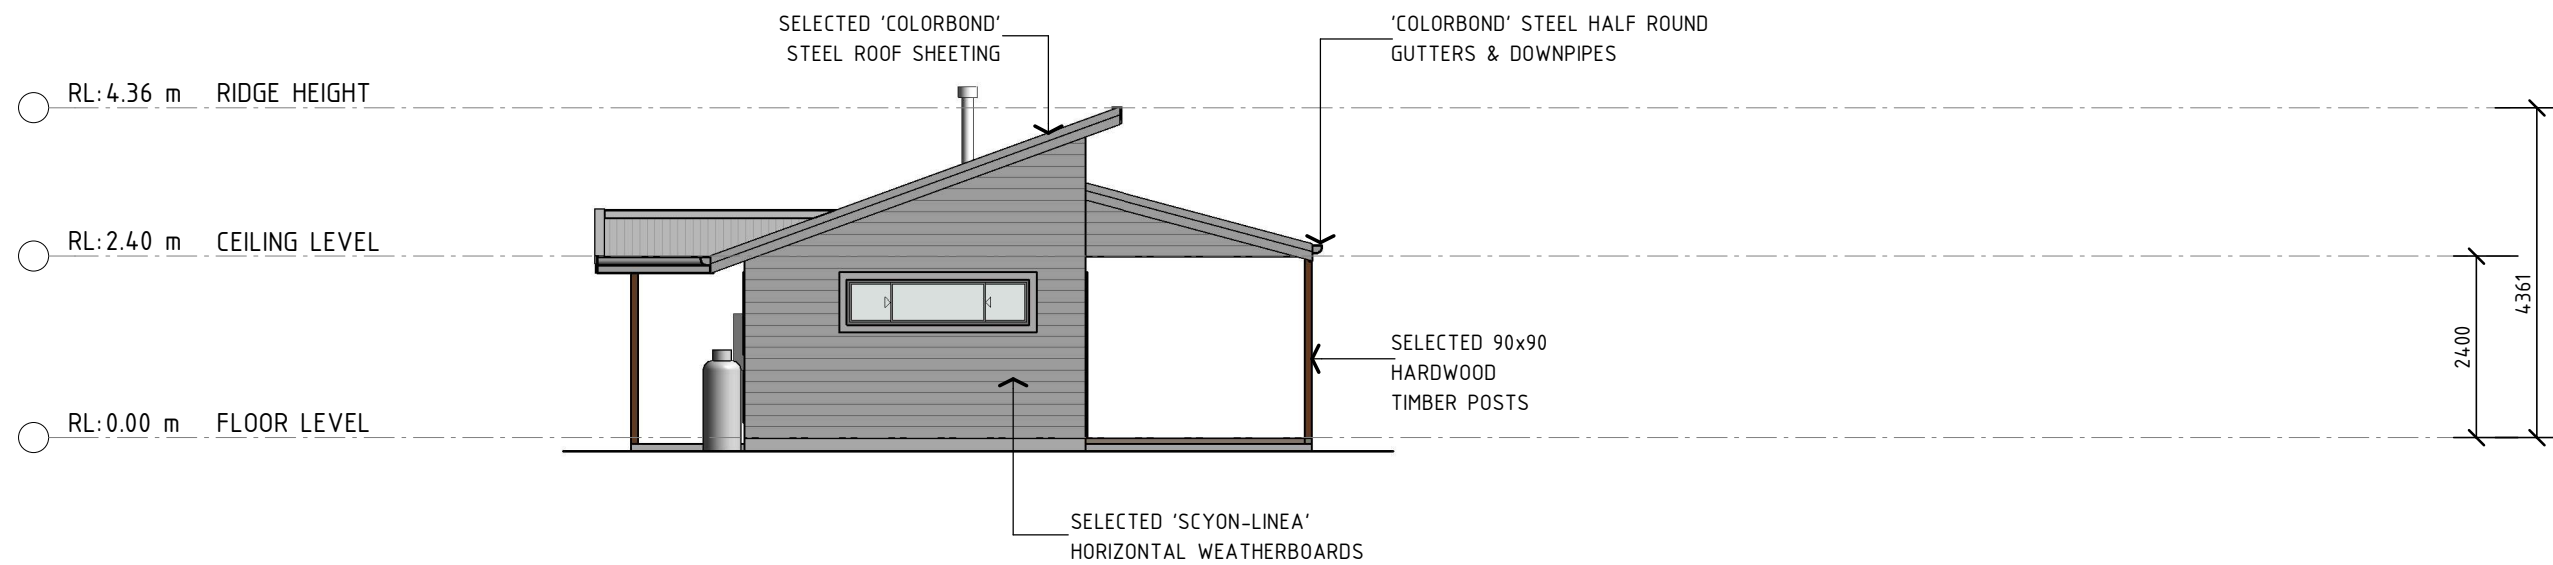 SELECTED 'COLORBOND'
STEEL ROOF SHEETING
'COLORBOND' STEEL HALF ROUND
GUTTERS & DOWNPIPES
RL:4.36 m RIDGE HEIGHT
RL:2.40 m CEILING LEVEL
4361
2400
SELECTED 90x90
HARDWOOD
TIMBER POSTS
RL:0.00 m FLOOR LEVEL
SELECTED 'SCYON-LINEA'
HORIZONTAL WEATHERBOARDS